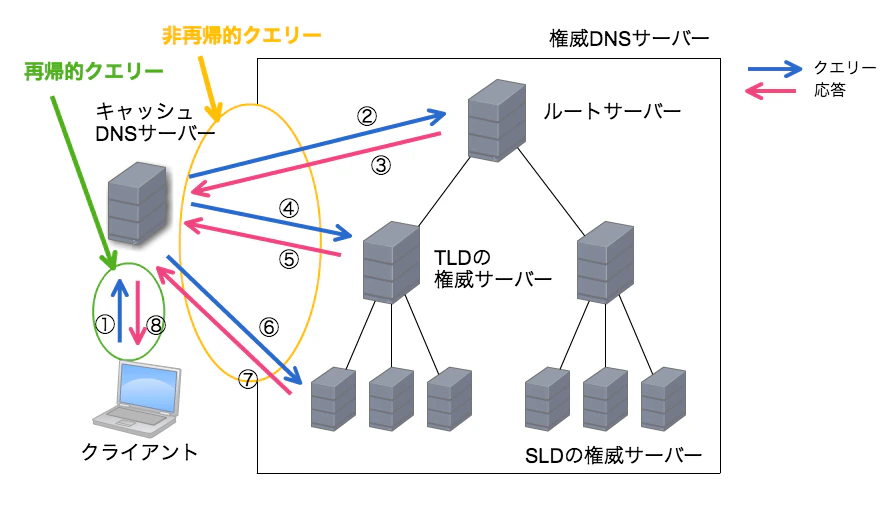 非再帰的クエリー
権威DNSサーバー
再帰的クエリー
クエリー
応答
キャッシュ
DNSサーバー
ルートサーバー
②
③
④
⑤
TLDの
権威サーバー
①
⑧
⑥
⑦
クライアント
SLDの権威サーバー